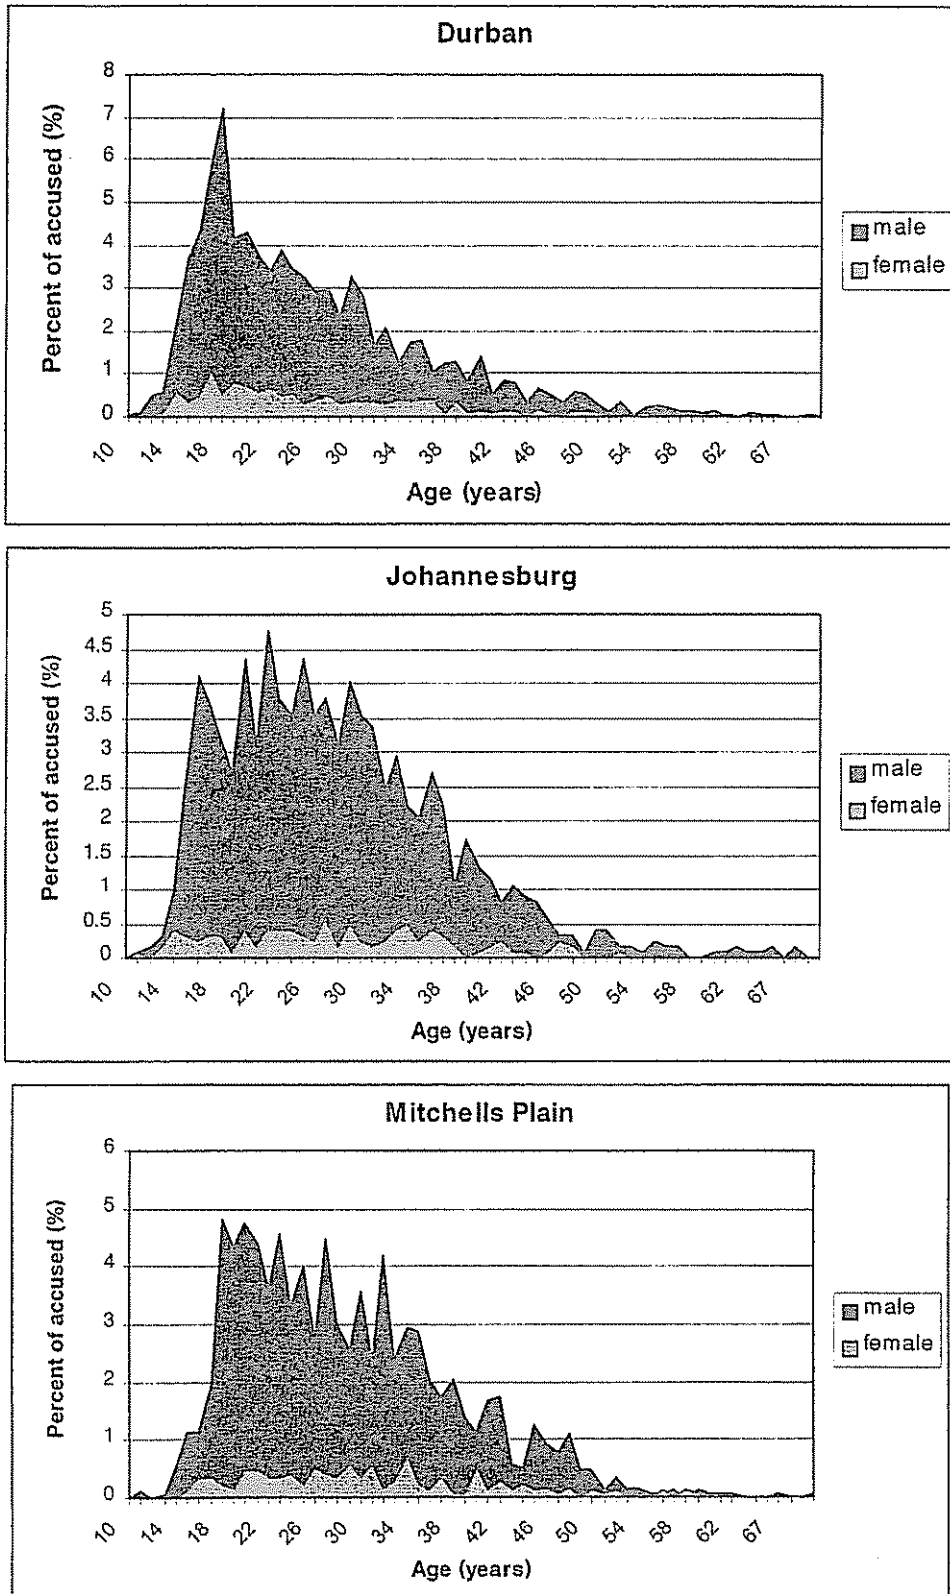 Durban
Percent of accused (%)
8
7
6
5
4
3
2
1
0
10 14 18 22 26 30 34 38 42 46 50 54 58 62 67
Age (years)
male
female
Johannesburg
Percent of accused (%)
5
4.5
4
3.5
3
2.5
2
1.5
1
0.5
0
10 14 18 22 26 30 34 38 42 46 50 54 58 62 67
Age (years)
male
female
Mitchells Plain
Percent of accused (%)
6
5
4
3
2
1
0
10 14 18 22 26 30 34 38 42 46 50 54 58 62 67
Age (years)
male
female